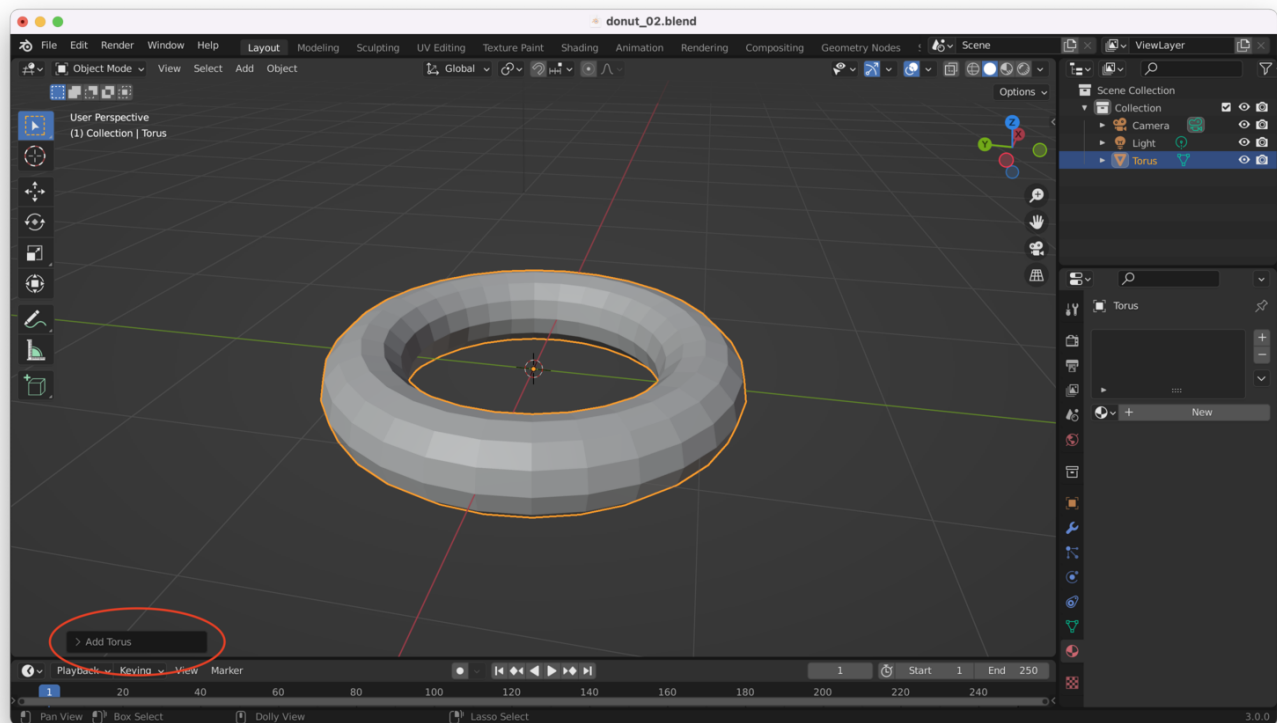 donut_02.blend
File Edit Render Window Help Layout Modeling Sculpting UV Editing Texture Paint Shading Animation Rendering Compositing Geometry Nodes Scene ViewLayer
Object Mode View Select Add Object Global
Options
User Perspective
(1) Collection | Torus
Z
X
Y
Scene Collection
Collection
Camera
Light
Torus
Torus
+
−
+ New
> Add Torus
Playback Keying View Marker 1 Start 1 End 250
1 20 40 60 80 100 120 140 160 180 200 220 240
Pan View Box Select Dolly View Lasso Select 3.0.0